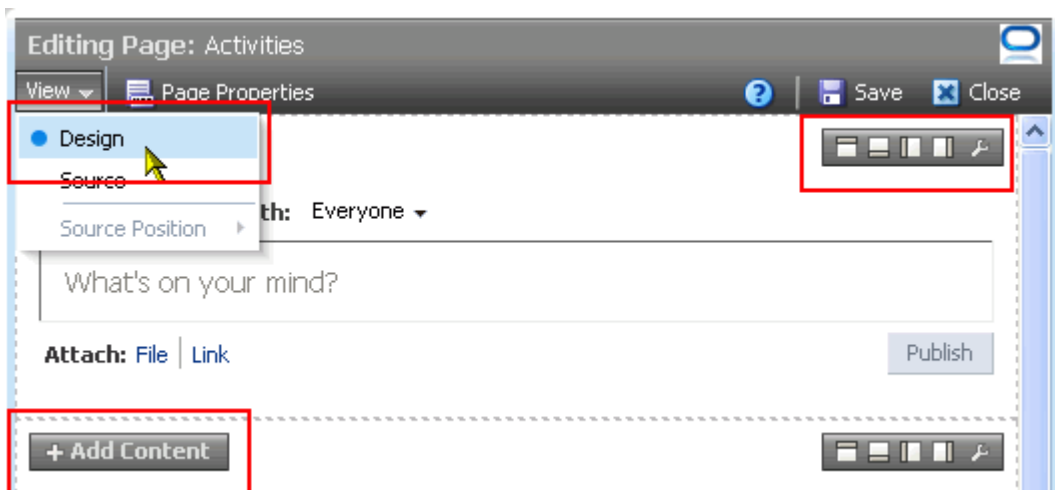 Editing Page: Activities
View Page Properties Save Close
Design
Source
th: Everyone
Source Position
What's on your mind?
Attach: File Link Publish
+ Add Content